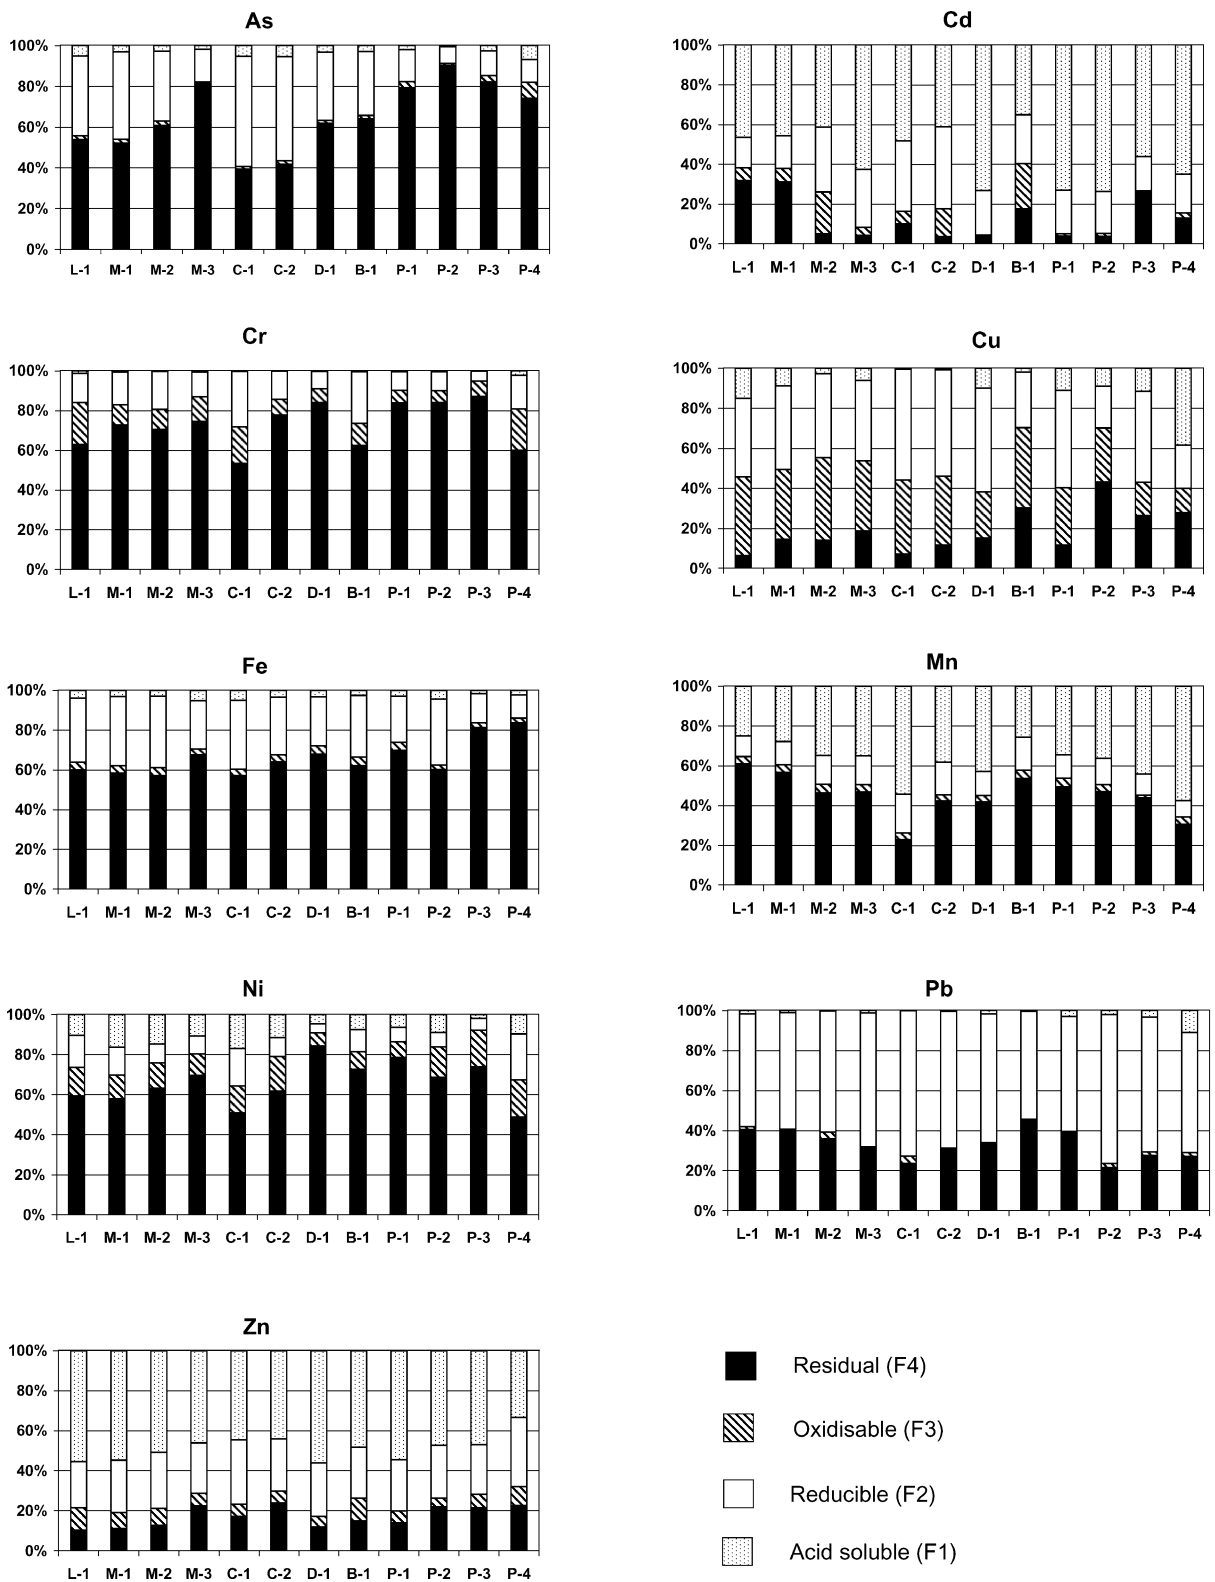 As
100%
80%
60%
40%
20%
0%
L-1 M-1 M-2 M-3 C-1 C-2 D-1 B-1 P-1 P-2 P-3 P-4
Cd
100%
80%
60%
40%
20%
0%
L-1 M-1 M-2 M-3 C-1 C-2 D-1 B-1 P-1 P-2 P-3 P-4
Cr
100%
80%
60%
40%
20%
0%
L-1 M-1 M-2 M-3 C-1 C-2 D-1 B-1 P-1 P-2 P-3 P-4
Cu
100%
80%
60%
40%
20%
0%
L-1 M-1 M-2 M-3 C-1 C-2 D-1 B-1 P-1 P-2 P-3 P-4
Fe
100%
80%
60%
40%
20%
0%
L-1 M-1 M-2 M-3 C-1 C-2 D-1 B-1 P-1 P-2 P-3 P-4
Mn
100%
80%
60%
40%
20%
0%
L-1 M-1 M-2 M-3 C-1 C-2 D-1 B-1 P-1 P-2 P-3 P-4
Ni
100%
80%
60%
40%
20%
0%
L-1 M-1 M-2 M-3 C-1 C-2 D-1 B-1 P-1 P-2 P-3 P-4
Pb
100%
80%
60%
40%
20%
0%
L-1 M-1 M-2 M-3 C-1 C-2 D-1 B-1 P-1 P-2 P-3 P-4
Zn
100%
80%
60%
40%
20%
0%
L-1 M-1 M-2 M-3 C-1 C-2 D-1 B-1 P-1 P-2 P-3 P-4
Residual (F4)
Oxidisable (F3)
Reducible (F2)
Acid soluble (F1)